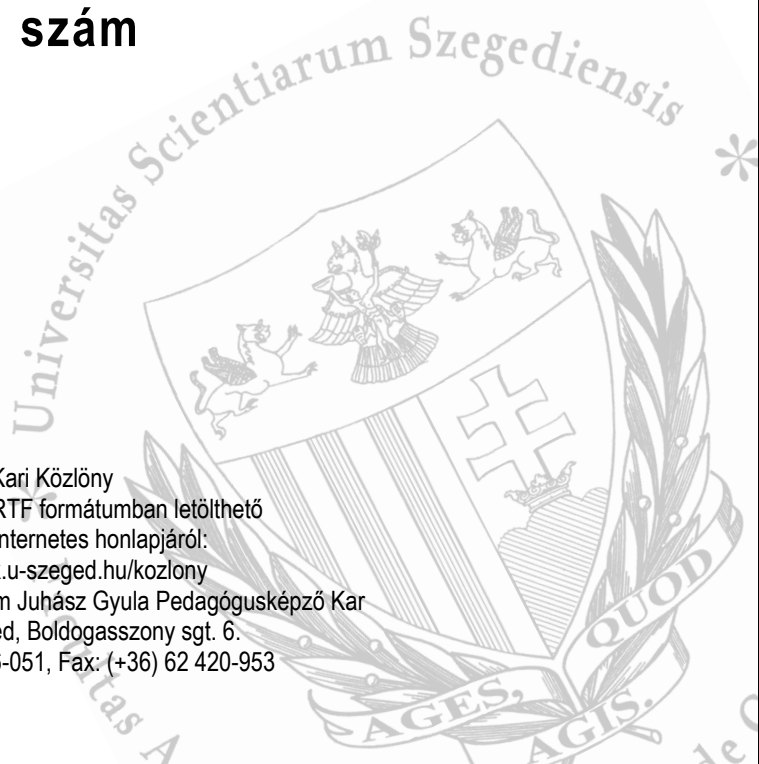 szám
Universitas Scientiarum Szegediensis
Kari Közlöny
RTF formátumban letölthető
nternetes honlapjáról:
.u-szeged.hu/kozlony
m Juhász Gyula Pedagógusképző Kar
ed, Boldogasszony sgt. 6.
-051, Fax: (+36) 62 420-953
AGES,
AGIS.
QUOD